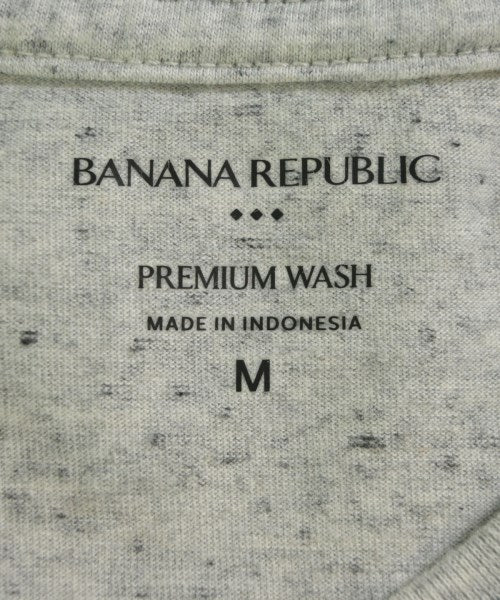 BANANA REPUBLIC
PREMIUM WASH
MADE IN INDONESIA
M